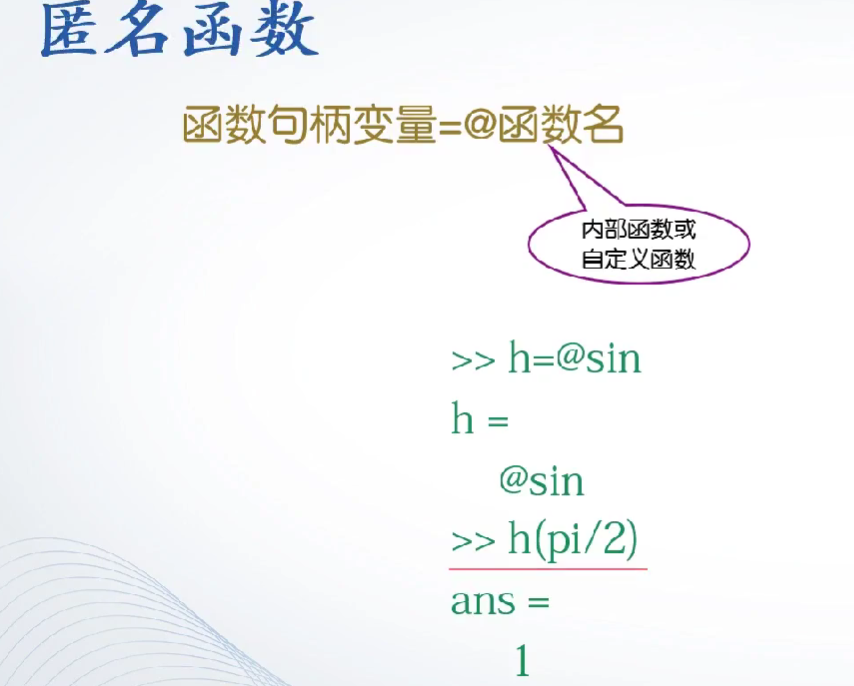 匿名函数
函数句柄变量=@函数名
内部函数或
自定义函数
>> h=@sin
h =
@sin
>> h(pi/2)
ans =
1